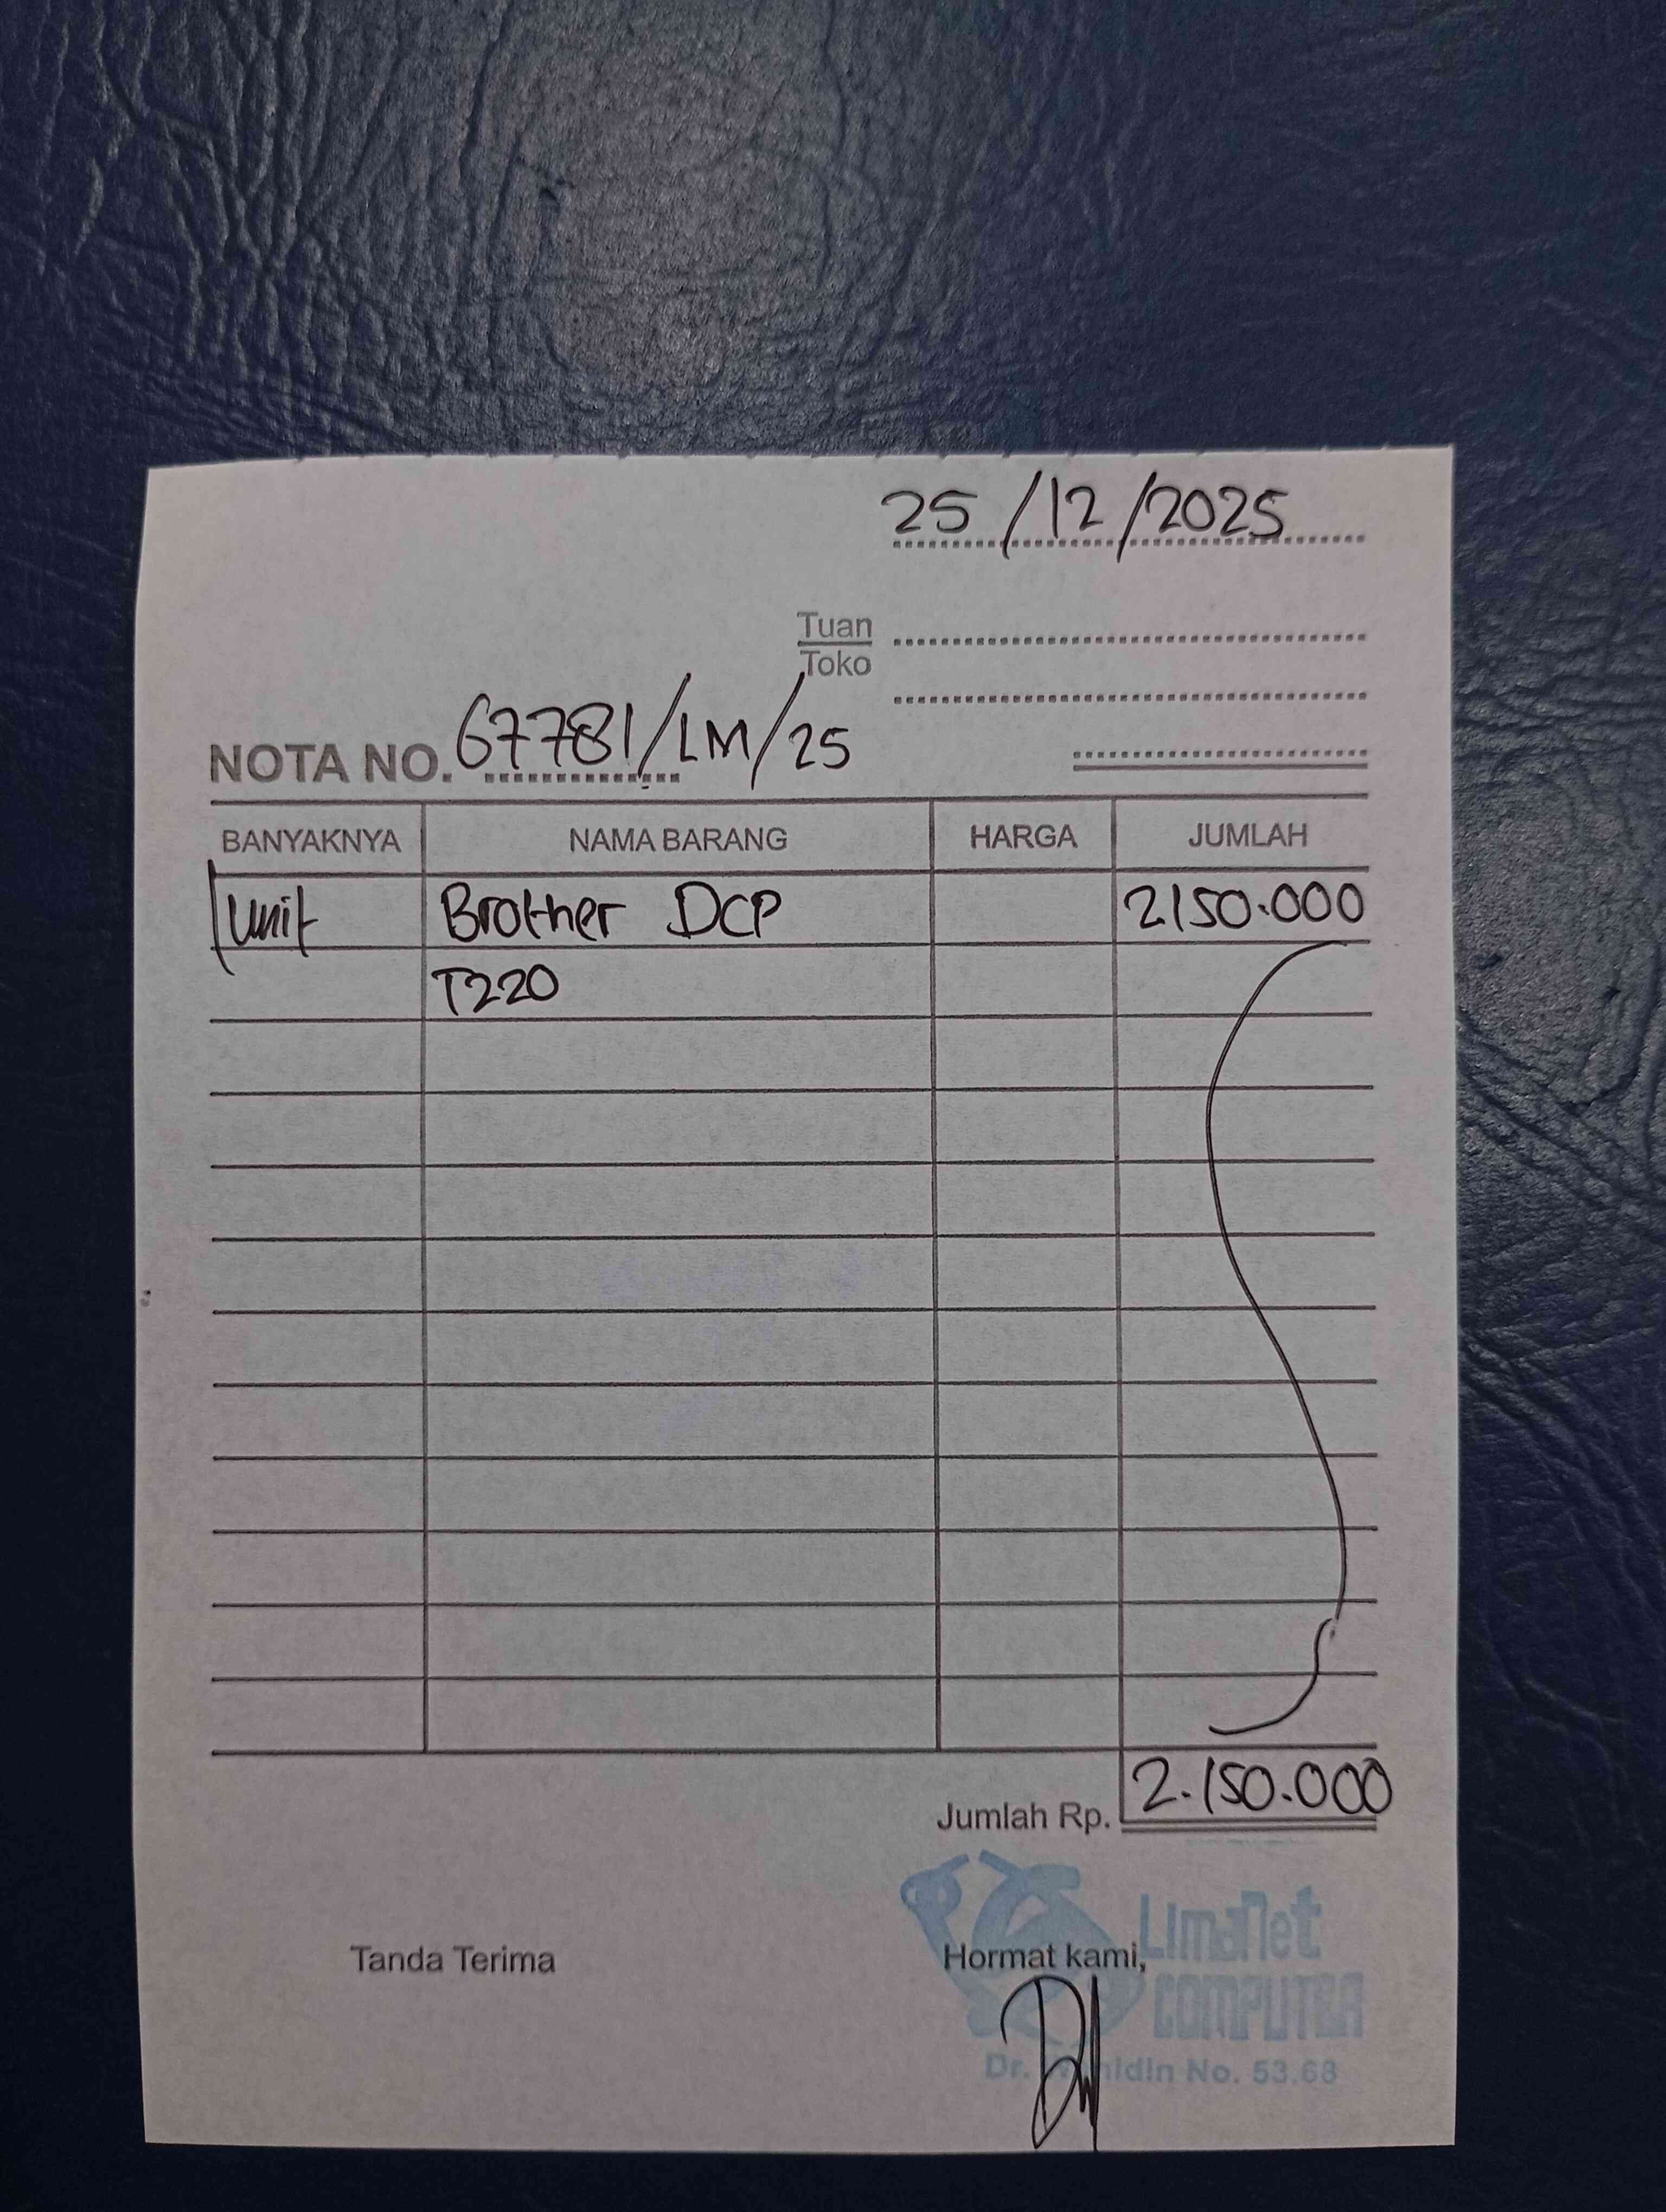 25/12/2025
Tuan
Toko
NOTA NO. 67781/LM/25
BANYAKNYA NAMA BARANG HARGA JUMLAH
1 unit Brother DCP 2150.000
T220
Jumlah Rp. 2.150.000
Tanda Terima Hormat kami,
LimaNet
COMPUTER
Dr. No. 53.68